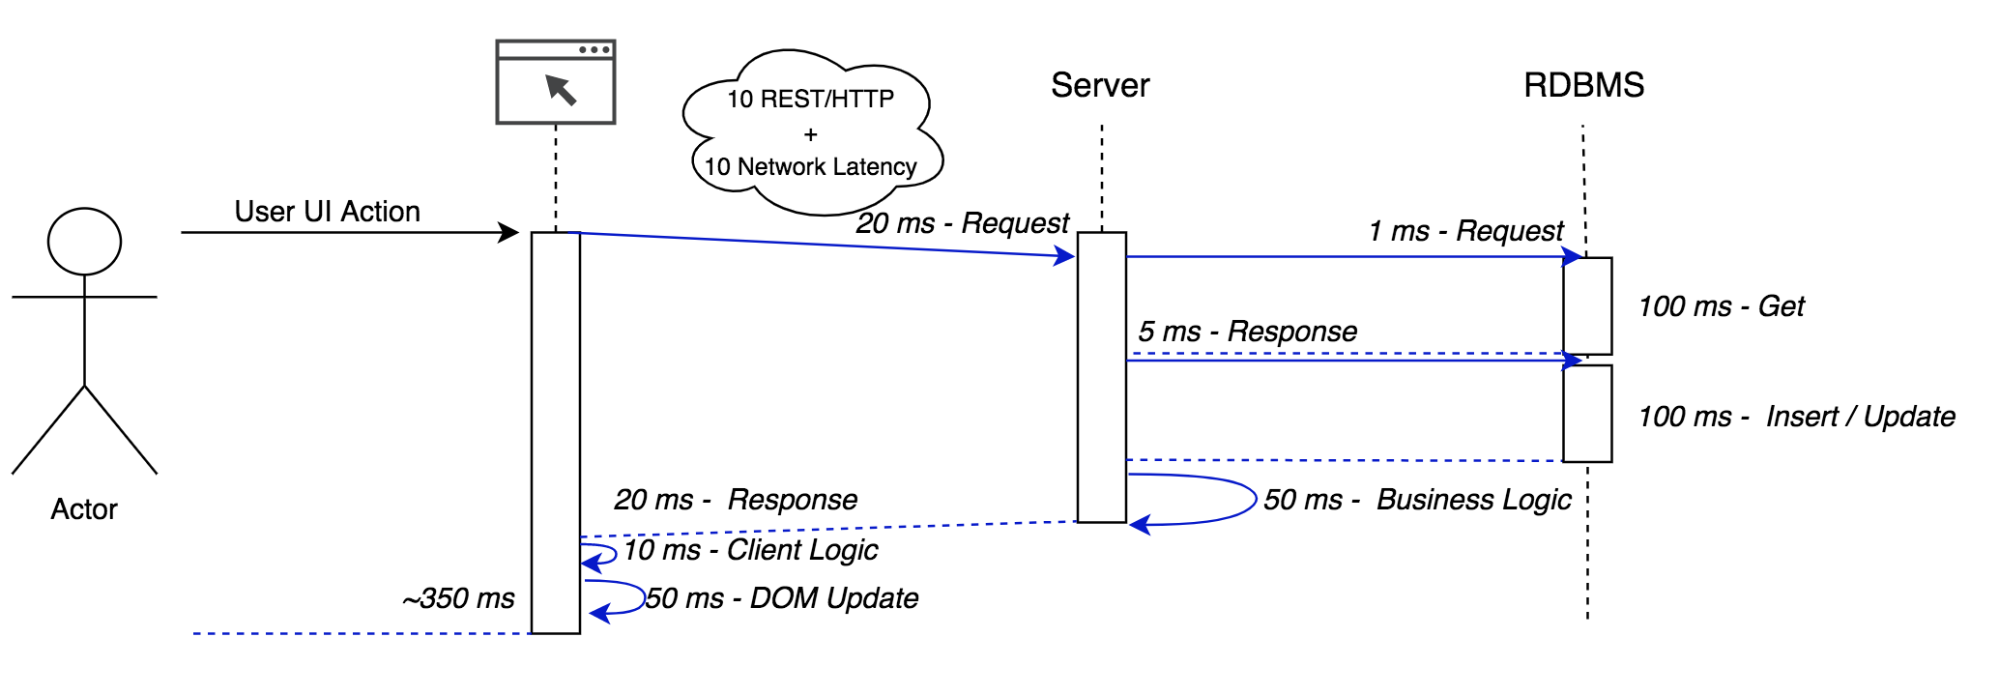 10 REST/HTTP
+
10 Network Latency
Server
RDBMS
User UI Action
20 ms - Request
1 ms - Request
100 ms - Get
5 ms - Response
100 ms -  Insert / Update
Actor
20 ms -  Response
50 ms -  Business Logic
10 ms - Client Logic
~350 ms
50 ms - DOM Update